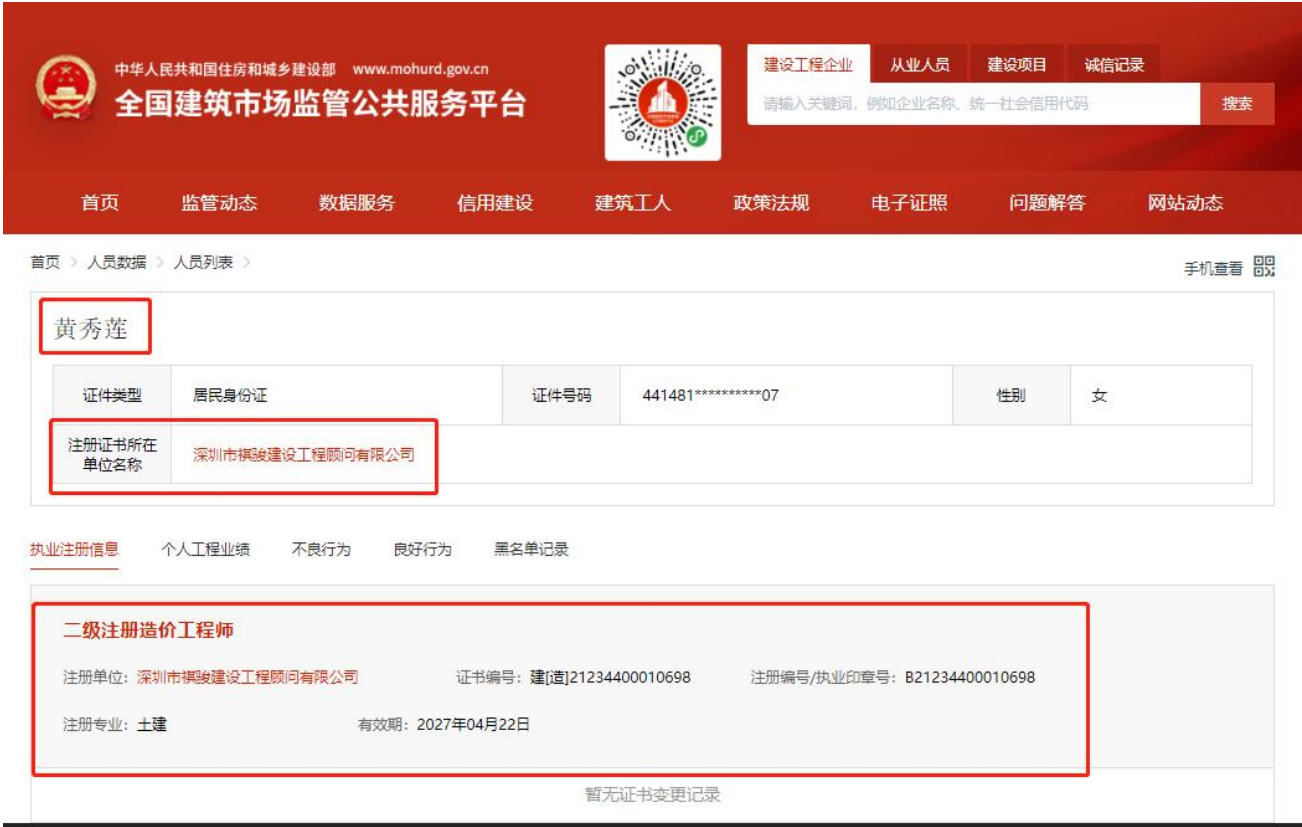 中华人民共和国住房和城乡建设部 www.mohurd.gov.cn
全国建筑市场监管公共服务平台
建设工程企业 从业人员 建设项目 诚信记录
请输入关键词，例如企业名称、统一社会信用代码 搜索
首页 监管动态 数据服务 信用建设 建筑工人 政策法规 电子证照 问题解答 网站动态
首页 > 人员数据 > 人员列表 >
手机查看
黄秀莲
证件类型 居民身份证 证件号码 441481**********07 性别 女
注册证书所在
单位名称
深圳市祺骏建设工程顾问有限公司
执业注册信息 个人工程业绩 不良行为 良好行为 黑名单记录
二级注册造价工程师
注册单位：深圳市祺骏建设工程顾问有限公司 证书编号：建[造]21234400010698 注册编号/执业印章号：B21234400010698
注册专业：土建 有效期：2027年04月22日
暂无证书变更记录